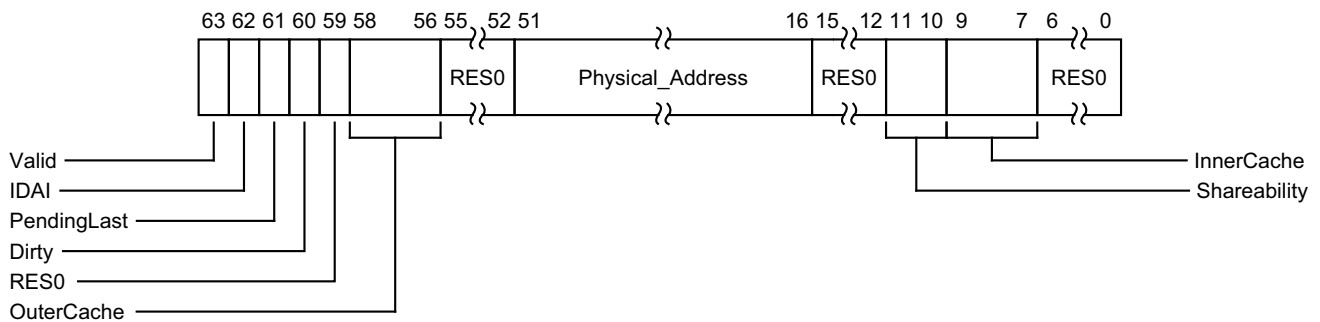 63 62 61 60 59 58 56 55 52 51 16 15 12 11 10 9 7 6 0
RES0 Physical_Address RES0 RES0
Valid InnerCache
IDAI Shareability
PendingLast
Dirty
RES0
OuterCache